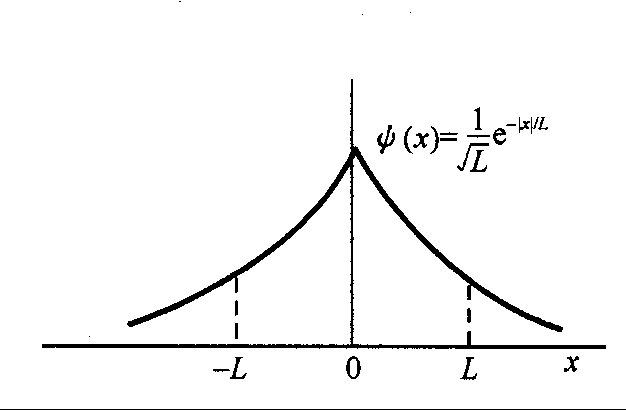 ψ (x)= 1/√L e^{-|x|/L}
-L 0 L x